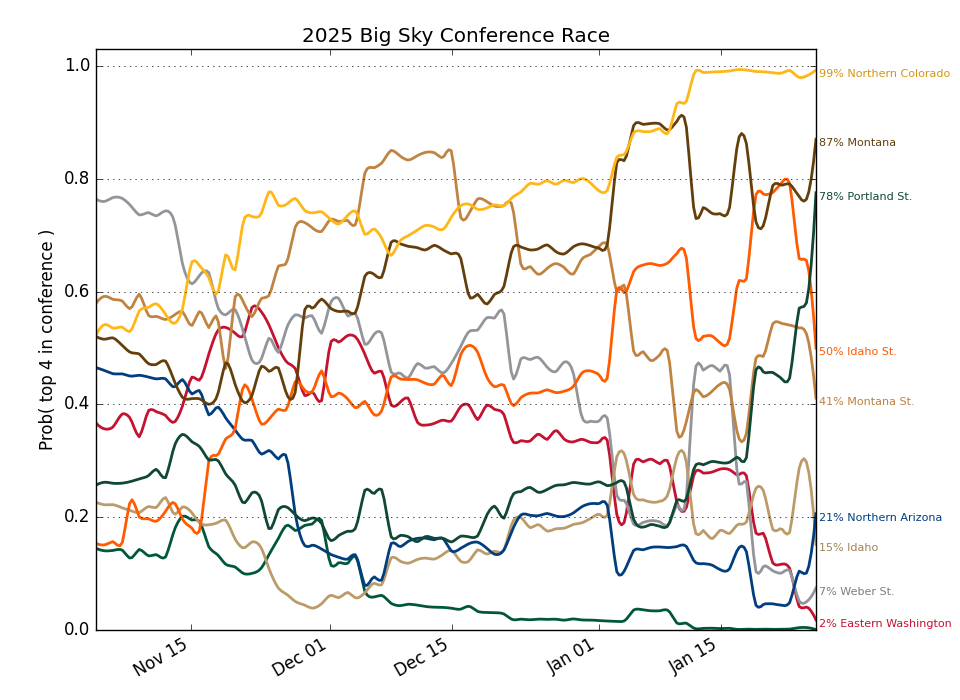 2025 Big Sky Conference Race
Prob( top 4 in conference )
1.0
0.8
0.6
0.4
0.2
0.0
Nov 15
Dec 01
Dec 15
Jan 01
Jan 15
99% Northern Colorado
87% Montana
78% Portland St.
50% Idaho St.
41% Montana St.
21% Northern Arizona
15% Idaho
7% Weber St.
2% Eastern Washington